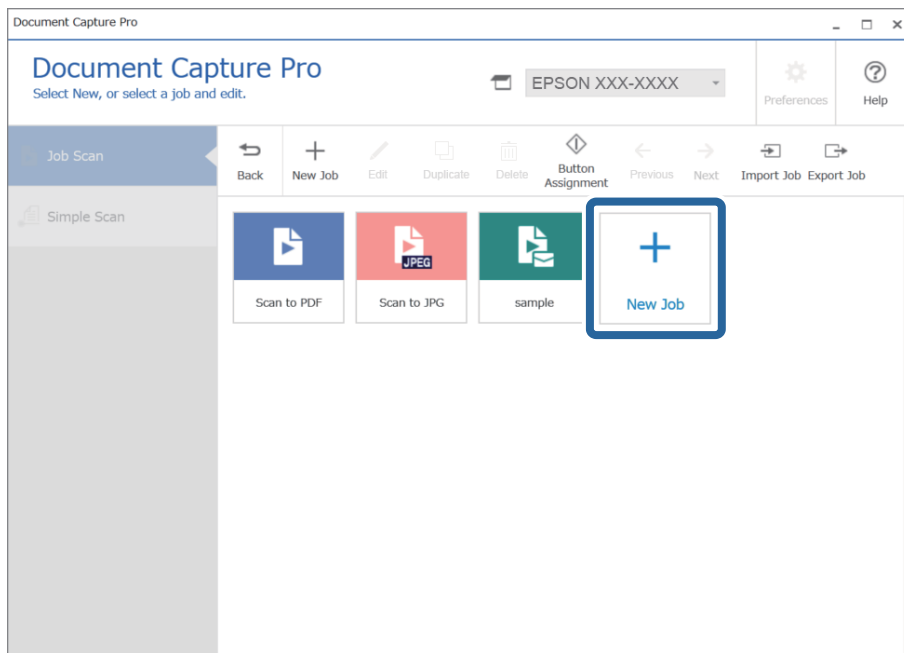 Document Capture Pro
Document Capture Pro
Select New, or select a job and edit.
EPSON XXX-XXXX
Preferences
Help
Job Scan
Simple Scan
Back
New Job
Edit
Duplicate
Delete
Button
Assignment
Previous
Next
Import Job
Export Job
JPEG
Scan to PDF
Scan to JPG
sample
New Job